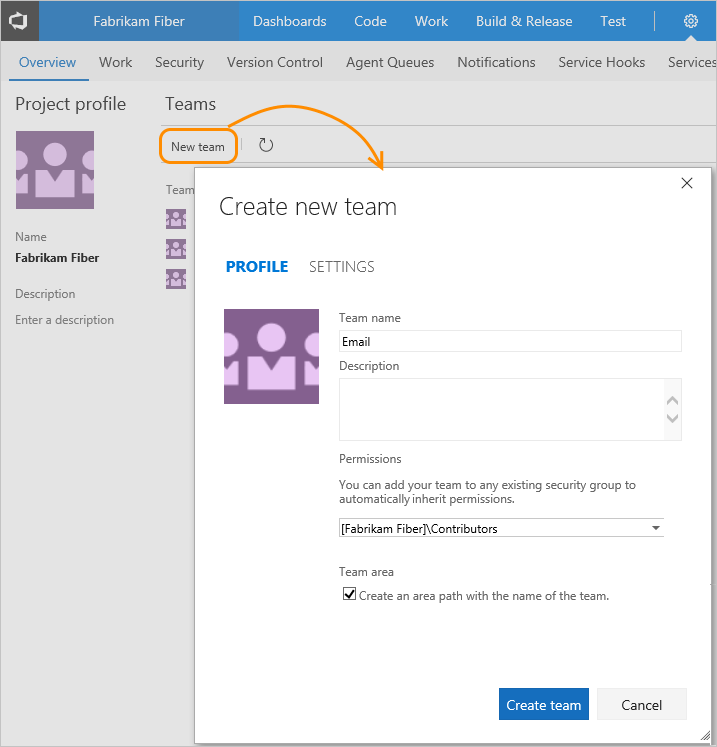 Fabrikam Fiber Dashboards Code Work Build & Release Test
Overview Work Security Version Control Agent Queues Notifications Service Hooks Services
Project profile
Teams
New team
Team
Name
Fabrikam Fiber
Description
Enter a description
Create new team
PROFILE SETTINGS
Team name
Email
Description
Permissions
You can add your team to any existing security group to
automatically inherit permissions.
[Fabrikam Fiber]\Contributors
Team area
Create an area path with the name of the team.
Create team Cancel